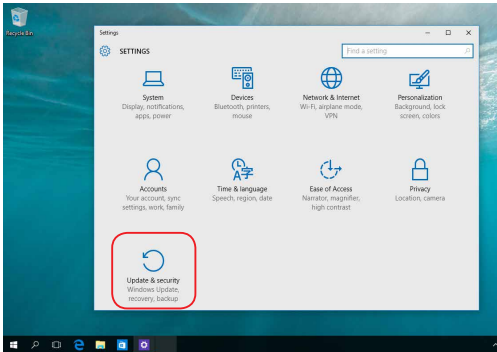 Recycle Bin
Settings
SETTINGS
Find a setting
System
Display, notifications,
apps, power
Devices
Bluetooth, printers,
mouse
Network & Internet
Wi-Fi, airplane mode,
VPN
Personalization
Background, lock
screen, colors
Accounts
Your account, sync
settings, work, family
Time & language
Speech, region, date
Ease of Access
Narrator, magnifier,
high contrast
Privacy
Location, camera
Update & security
Windows Update,
recovery, backup